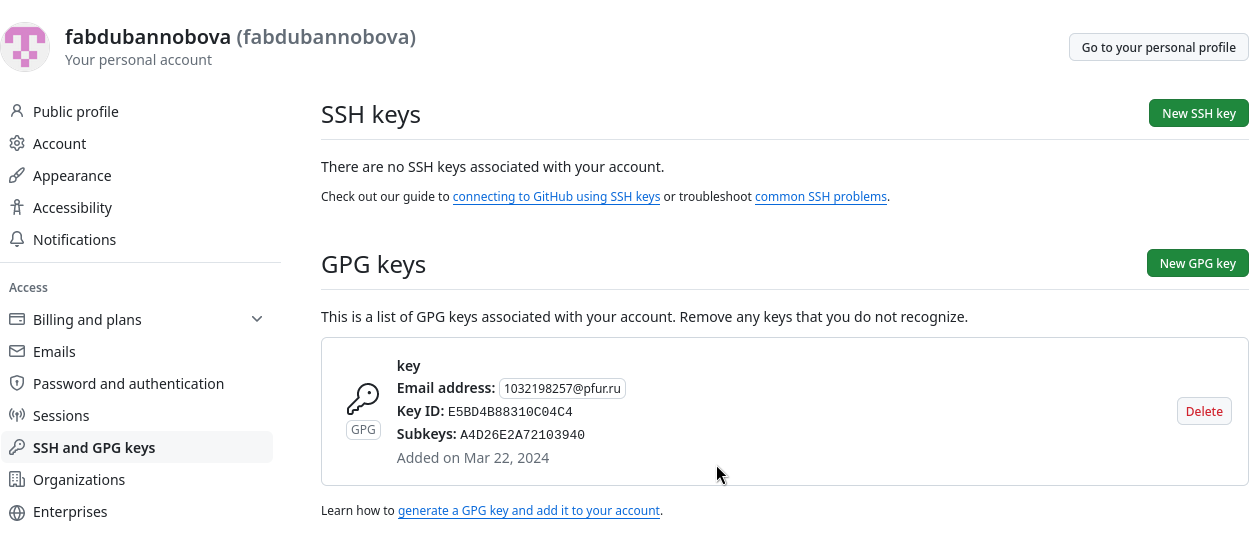 fabdubannobova (fabdubannobova)
Your personal account
Go to your personal profile
Public profile
Account
Appearance
Accessibility
Notifications
Access
Billing and plans
Emails
Password and authentication
Sessions
SSH and GPG keys
Organizations
Enterprises
SSH keys
New SSH key
There are no SSH keys associated with your account.
Check out our guide to connecting to GitHub using SSH keys or troubleshoot common SSH problems.
GPG keys
New GPG key
This is a list of GPG keys associated with your account. Remove any keys that you do not recognize.
key
Email address: 1032198257@pfur.ru
Key ID: E5BD4B88310C04C4
GPG
Subkeys: A4D26E2A72103940
Added on Mar 22, 2024
Delete
Learn how to generate a GPG key and add it to your account.